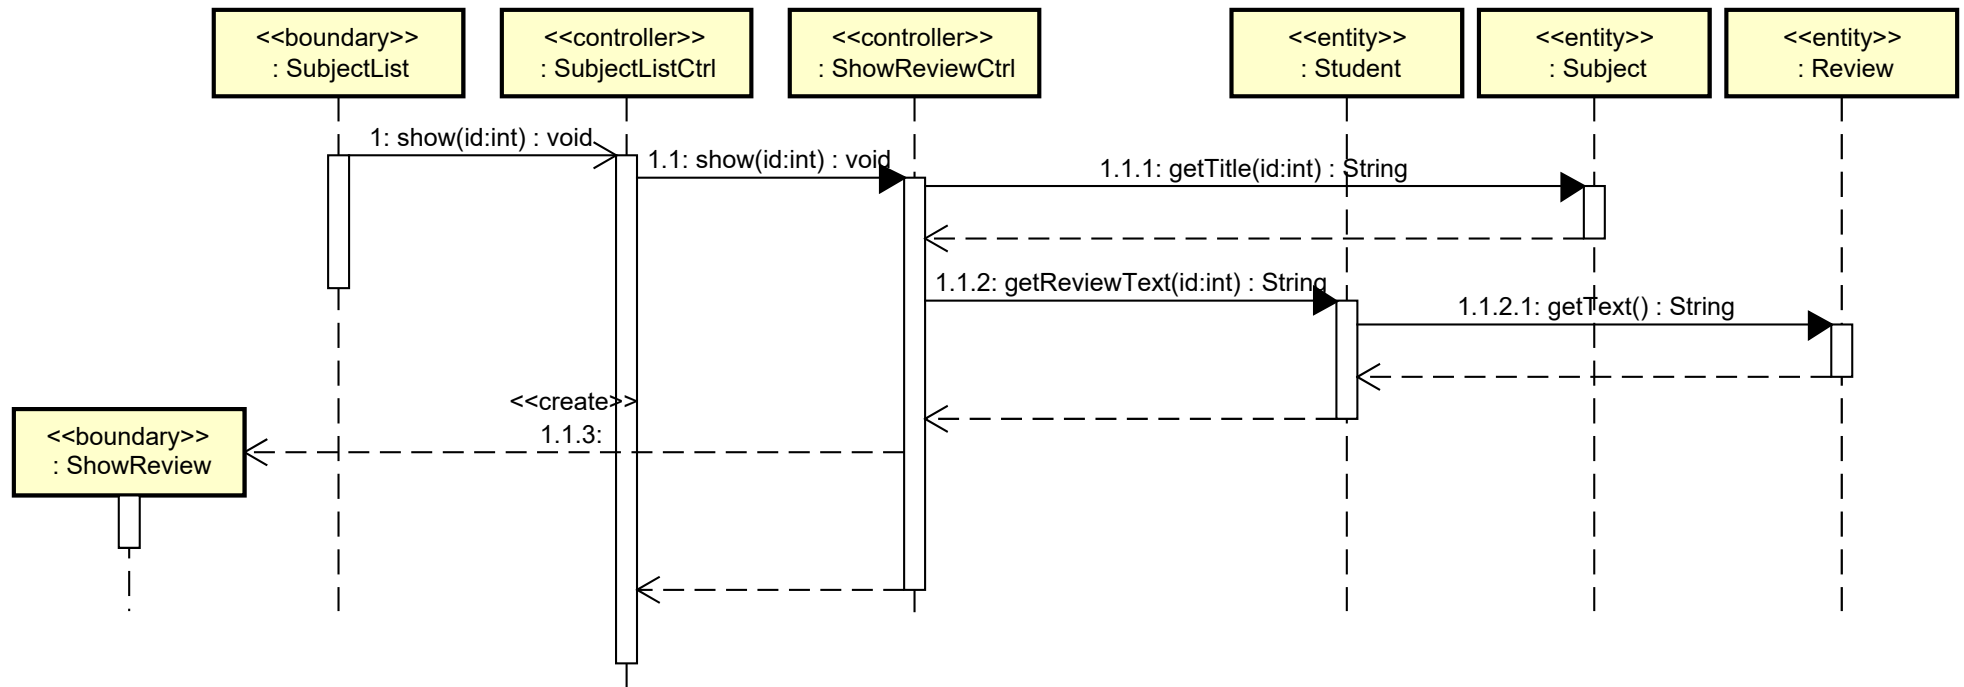 <<boundary>>
: SubjectList
<<controller>>
: SubjectListCtrl
<<controller>>
: ShowReviewCtrl
<<entity>>
: Student
<<entity>>
: Subject
<<entity>>
: Review
1: show(id:int) : void
1.1: show(id:int) : void
1.1.1: getTitle(id:int) : String
1.1.2: getReviewText(id:int) : String
1.1.2.1: getText() : String
<<create>>
1.1.3:
<<boundary>>
: ShowReview